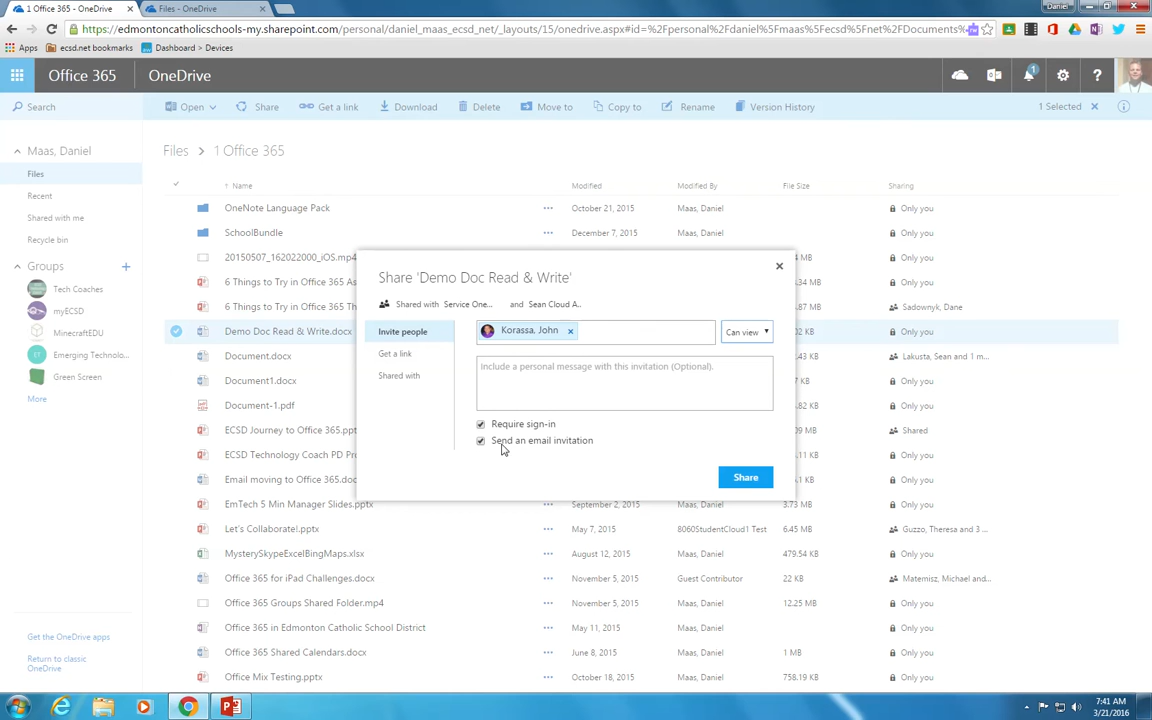 1 Office 365 - OneDrive
Files - OneDrive
Daniel
https://edmontoncatholicschools-my.sharepoint.com/personal/daniel_maas_ecsd_net/_layouts/15/onedrive.aspx#id=%2Fpersonal%2Fdaniel%5Fmaas%5Fecsd%5Fnet%2FDocuments%
Apps
ecsd.net bookmarks
Dashboard > Devices
Office 365
OneDrive
1
?
Search
Open
Share
Get a link
Download
Delete
Move to
Copy to
Rename
Version History
1 Selected
Maas, Daniel
Files
Recent
Shared with me
Recycle bin
Groups
Tech Coaches
myECSD
MinecraftEDU
Emerging Technolo...
Green Screen
More
Get the OneDrive apps
Return to classic
OneDrive
Files > 1 Office 365
Name Modified Modified By File Size Sharing
OneNote Language Pack ... October 21, 2015 Maas, Daniel Only you
SchoolBundle ... December 7, 2015 Maas, Daniel Only you
20150507_162022000_iOS.mp4 Only you
6 Things to Try in Office 365 As Only you
6 Things to Try in Office 365 Th Sadownyk, Dane
Demo Doc Read & Write.docx 02 KB Only you
Document.docx .43 KB Lakusta, Sean and 1 m
Document1.docx Only you
Document-1.pdf .82 KB Only you
ECSD Journey to Office 365.ppt Shared
ECSD Technology Coach PD Pr Only you
Email moving to Office 365.doc .1 KB Only you
EmTech 5 Min Manager Slides.pptx ... September 2, 2015 Maas, Daniel 3.73 MB Only you
Let's Collaborate!.pptx ... May 7, 2015 8060StudentCloud1 Test 6.45 MB Guzzo, Theresa and 3 ...
MysterySkypeExcelBingMaps.xlsx ... August 12, 2015 Maas, Daniel 479.54 KB Only you
Office 365 for iPad Challenges.docx ... November 5, 2015 Guest Contributor 22 KB Matemisz, Michael and...
Office 365 Groups Shared Folder.mp4 ... November 5, 2015 Maas, Daniel 12.25 MB Only you
Office 365 in Edmonton Catholic School District ... May 11, 2015 Maas, Daniel Only you
Office 365 Shared Calendars.docx ... June 8, 2015 Maas, Daniel 1 MB Only you
Office Mix Testing.pptx ... October 18, 2015 Maas, Daniel 758.19 KB Only you
Share 'Demo Doc Read & Write'
Shared with Service One... and Sean Cloud A..
Invite people
Get a link
Shared with
Korassa, John
Can view
Include a personal message with this invitation (Optional).
Require sign-in
Send an email invitation
Share
7:41 AM
3/21/2016